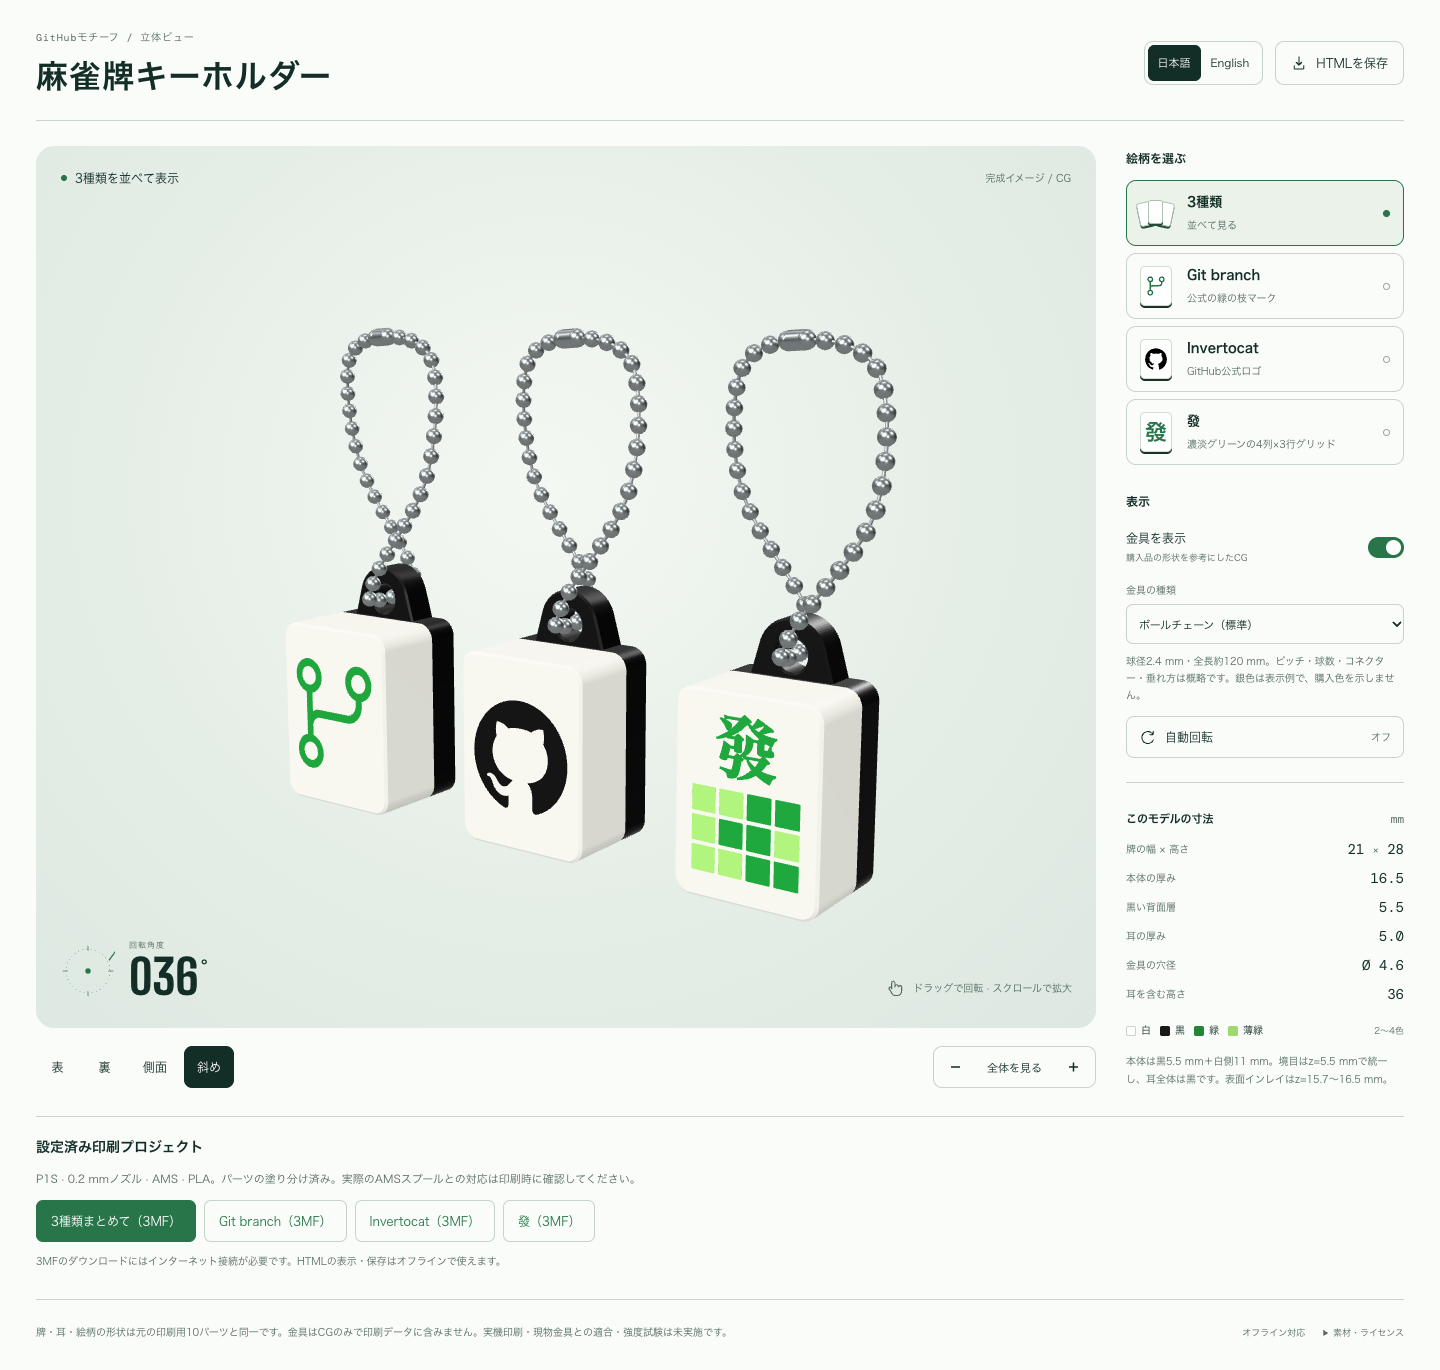 GitHubモチーフ / 立体ビュー
麻雀牌キーホルダー
日本語
English
HTMLを保存
3種類を並べて表示
完成イメージ / CG
發
回転角度
036°
ドラッグで回転 · スクロールで拡大
表
裏
側面
斜め
−
全体を見る
+
絵柄を選ぶ
3種類
並べて見る
Git branch
公式の緑の枝マーク
Invertocat
GitHub公式ロゴ
發
發
濃淡グリーンの4列×3行グリッド
表示
金具を表示
購入品の形状を参考にしたCG
金具の種類
ボールチェーン（標準）
球径2.4 mm・全長約120 mm。ピッチ・球数・コネクタ
ー・垂れ方は概略です。銀色は表示例で、購入色を示しませ
ん。
自動回転
オフ
このモデルの寸法
mm
牌の幅 × 高さ
21 × 28
本体の厚み
16.5
黒い背面層
5.5
耳の厚み
5.0
金具の穴径
Ø 4.6
耳を含む高さ
36
白
黒
緑
薄緑
2〜4色
本体は黒5.5 mm＋白側11 mm。境目はz=5.5 mmで統一
し、耳全体は黒です。表面インレイはz=15.7〜16.5 mm。
設定済み印刷プロジェクト
P1S · 0.2 mmノズル · AMS · PLA。パーツの塗り分け済み。実際のAMSスプールとの対応は印刷時に確認してください。
3種類まとめて（3MF）
Git branch（3MF）
Invertocat（3MF）
發（3MF）
3MFのダウンロードにはインターネット接続が必要です。HTMLの表示・保存はオフラインで使えます。
牌・耳・絵柄の形状は元の印刷用10パーツと同一です。金具はCGのみで印刷データに含みません。実機印刷・現物金具との適合・強度試験は未実施です。
オフライン対応
▶ 素材・ライセンス